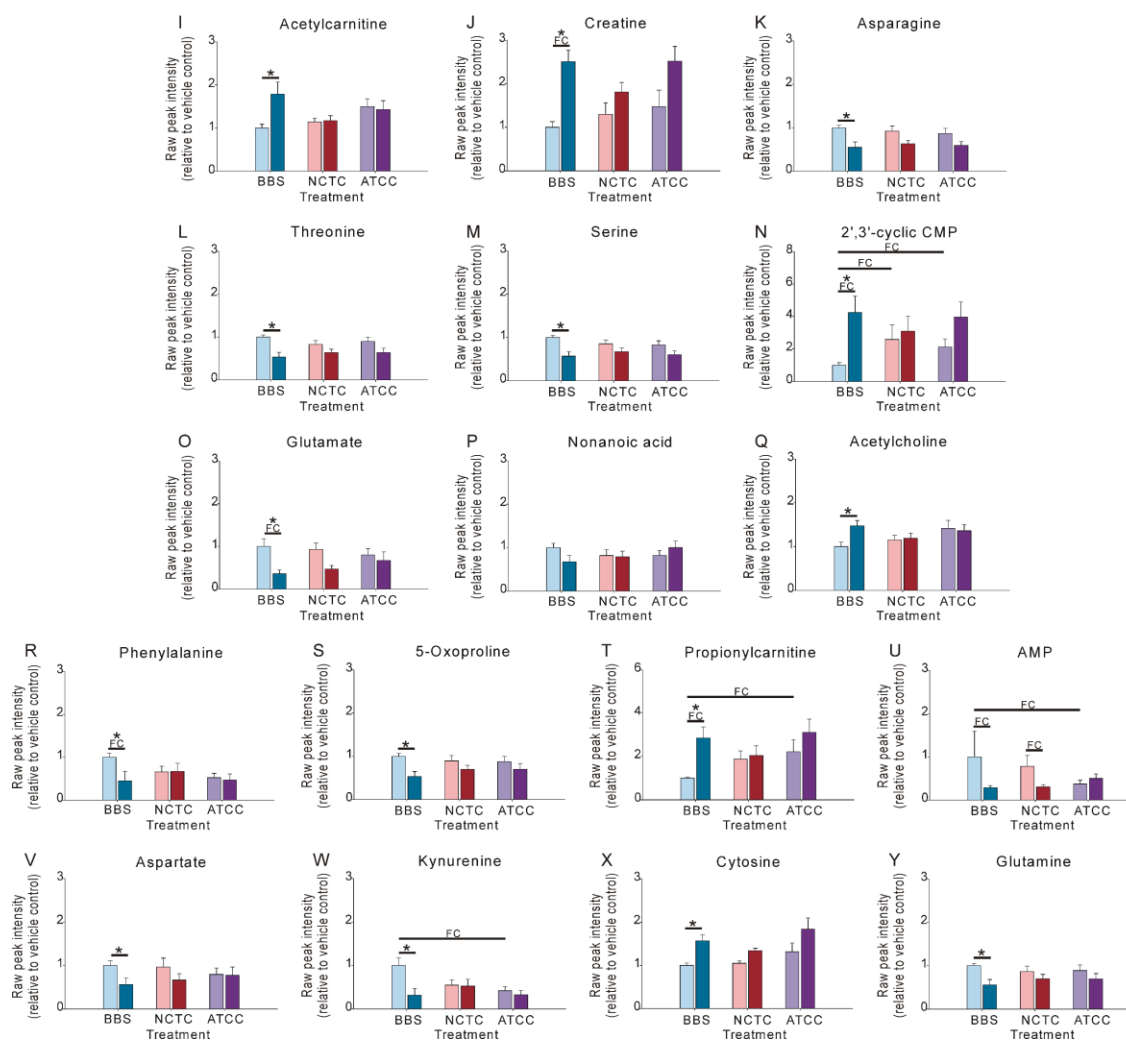 I Acetylcarnitine
Raw peak intensity
(relative to vehicle control)
3
2
1
0
*
BBS NCTC ATCC
Treatment
J Creatine
Raw peak intensity
(relative to vehicle control)
3
2
1
0
*
FC
BBS NCTC ATCC
Treatment
K Asparagine
Raw peak intensity
(relative to vehicle control)
3
2
1
0
*
BBS NCTC ATCC
Treatment
L Threonine
Raw peak intensity
(relative to vehicle control)
3
2
1
0
*
BBS NCTC ATCC
Treatment
M Serine
Raw peak intensity
(relative to vehicle control)
3
2
1
0
*
BBS NCTC ATCC
Treatment
N 2',3'-cyclic CMP
Raw peak intensity
(relative to vehicle control)
8
6
4
2
0
FC
FC
*
FC
BBS NCTC ATCC
Treatment
O Glutamate
Raw peak intensity
(relative to vehicle control)
3
2
1
0
*
FC
BBS NCTC ATCC
Treatment
P Nonanoic acid
Raw peak intensity
(relative to vehicle control)
3
2
1
0
BBS NCTC ATCC
Treatment
Q Acetylcholine
Raw peak intensity
(relative to vehicle control)
3
2
1
0
*
BBS NCTC ATCC
Treatment
R Phenylalanine
Raw peak intensity
(relative to vehicle control)
3
2
1
0
*
FC
BBS NCTC ATCC
Treatment
S 5-Oxoproline
Raw peak intensity
(relative to vehicle control)
3
2
1
0
*
BBS NCTC ATCC
Treatment
T Propionylcarnitine
Raw peak intensity
(relative to vehicle control)
6
4
2
0
FC
*
FC
BBS NCTC ATCC
Treatment
U AMP
Raw peak intensity
(relative to vehicle control)
3
2
1
0
FC
FC
FC
BBS NCTC ATCC
Treatment
V Aspartate
Raw peak intensity
(relative to vehicle control)
3
2
1
0
*
BBS NCTC ATCC
Treatment
W Kynurenine
Raw peak intensity
(relative to vehicle control)
3
2
1
0
FC
*
BBS NCTC ATCC
Treatment
X Cytosine
Raw peak intensity
(relative to vehicle control)
3
2
1
0
*
BBS NCTC ATCC
Treatment
Y Glutamine
Raw peak intensity
(relative to vehicle control)
3
2
1
0
*
BBS NCTC ATCC
Treatment